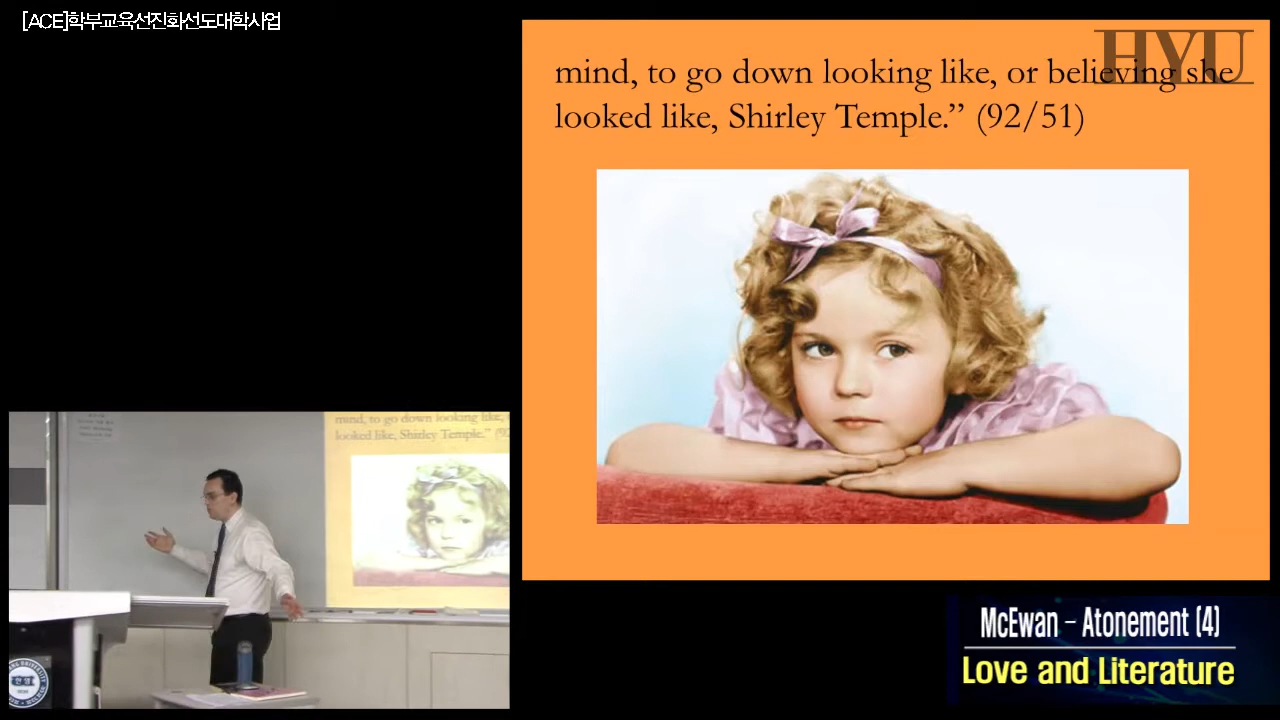 [ACE]학부교육선진화선도대학사업
HYU
mind, to go down looking like, or believing she
looked like, Shirley Temple.” (92/51)
mind, to go down looking like,
looked like, Shirley Temple.”
McEwan - Atonement (4)
Love and Literature